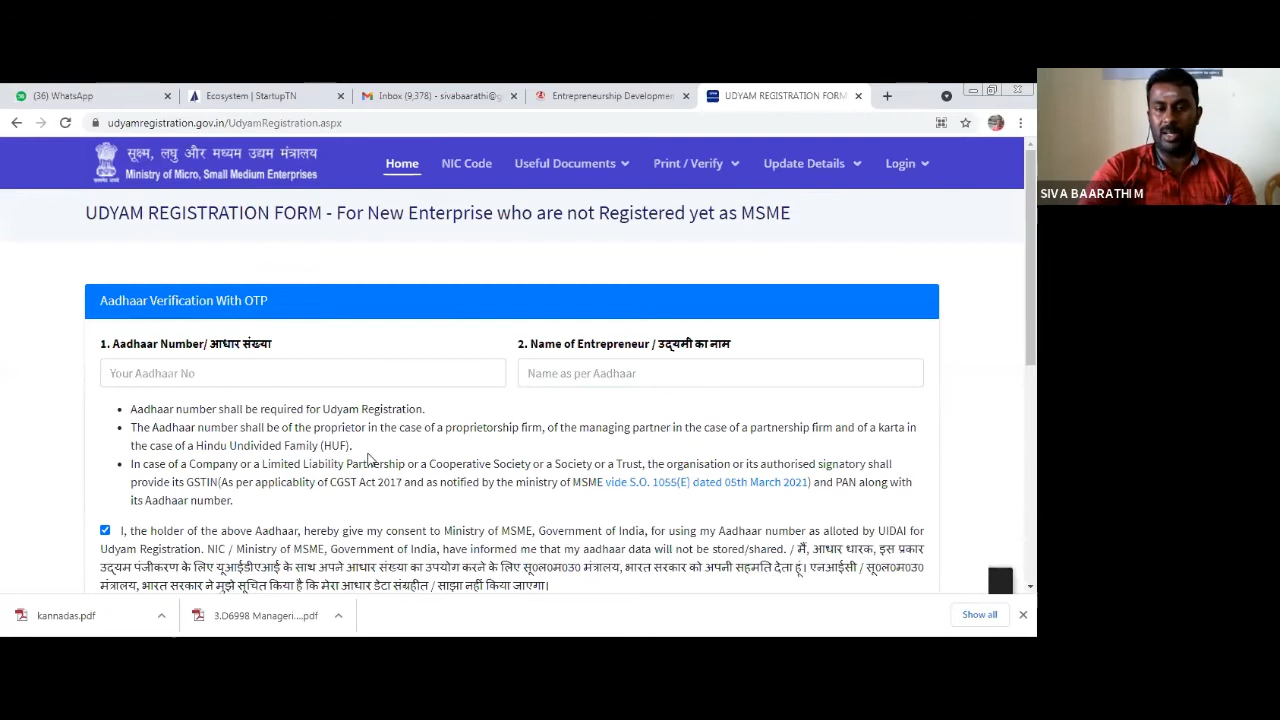 (36) WhatsApp
Ecosystem | StartupTN
Inbox (9,378) - sivabaarathi@g
Entrepreneurship Developmen
UDYAM REGISTRATION FORM
udyamregistration.gov.in/UdyamRegistration.aspx
सूक्ष्म, लघु और मध्यम उद्यम मंत्रालय
Ministry of Micro, Small Medium Enterprises
Home
NIC Code
Useful Documents
Print / Verify
Update Details
Login
SIVA BAARATHI M
UDYAM REGISTRATION FORM - For New Enterprise who are not Registered yet as MSME
Aadhaar Verification With OTP
1. Aadhaar Number/ आधार संख्या
2. Name of Entrepreneur / उद्यमी का नाम
Your Aadhaar No
Name as per Aadhaar
• Aadhaar number shall be required for Udyam Registration.
• The Aadhaar number shall be of the proprietor in the case of a proprietorship firm, of the managing partner in the case of a partnership firm and of a karta in
the case of a Hindu Undivided Family (HUF).
• In case of a Company or a Limited Liability Partnership or a Cooperative Society or a Society or a Trust, the organisation or its authorised signatory shall
provide its GSTIN(As per applicablity of CGST Act 2017 and as notified by the ministry of MSME vide S.O. 1055(E) dated 05th March 2021) and PAN along with
its Aadhaar number.
I, the holder of the above Aadhaar, hereby give my consent to Ministry of MSME, Government of India, for using my Aadhaar number as alloted by UIDAI for
Udyam Registration. NIC / Ministry of MSME, Government of India, have informed me that my aadhaar data will not be stored/shared. / मैं, आधार धारक, इस प्रकार
उद्यम पंजीकरण के लिए यूआईडीएआई के साथ अपने आधार संख्या का उपयोग करने के लिए सू0ल0म0उ0 मंत्रालय, भारत सरकार को अपनी सहमति देता हूं। एनआईसी / सू0ल0म0उ0
मंत्रालय, भारत सरकार ने मुझे सूचित किया है कि मेरा आधार डेटा संग्रहीत / साझा नहीं किया जाएगा।
kannadas.pdf
3.D6998 Manageri....pdf
Show all